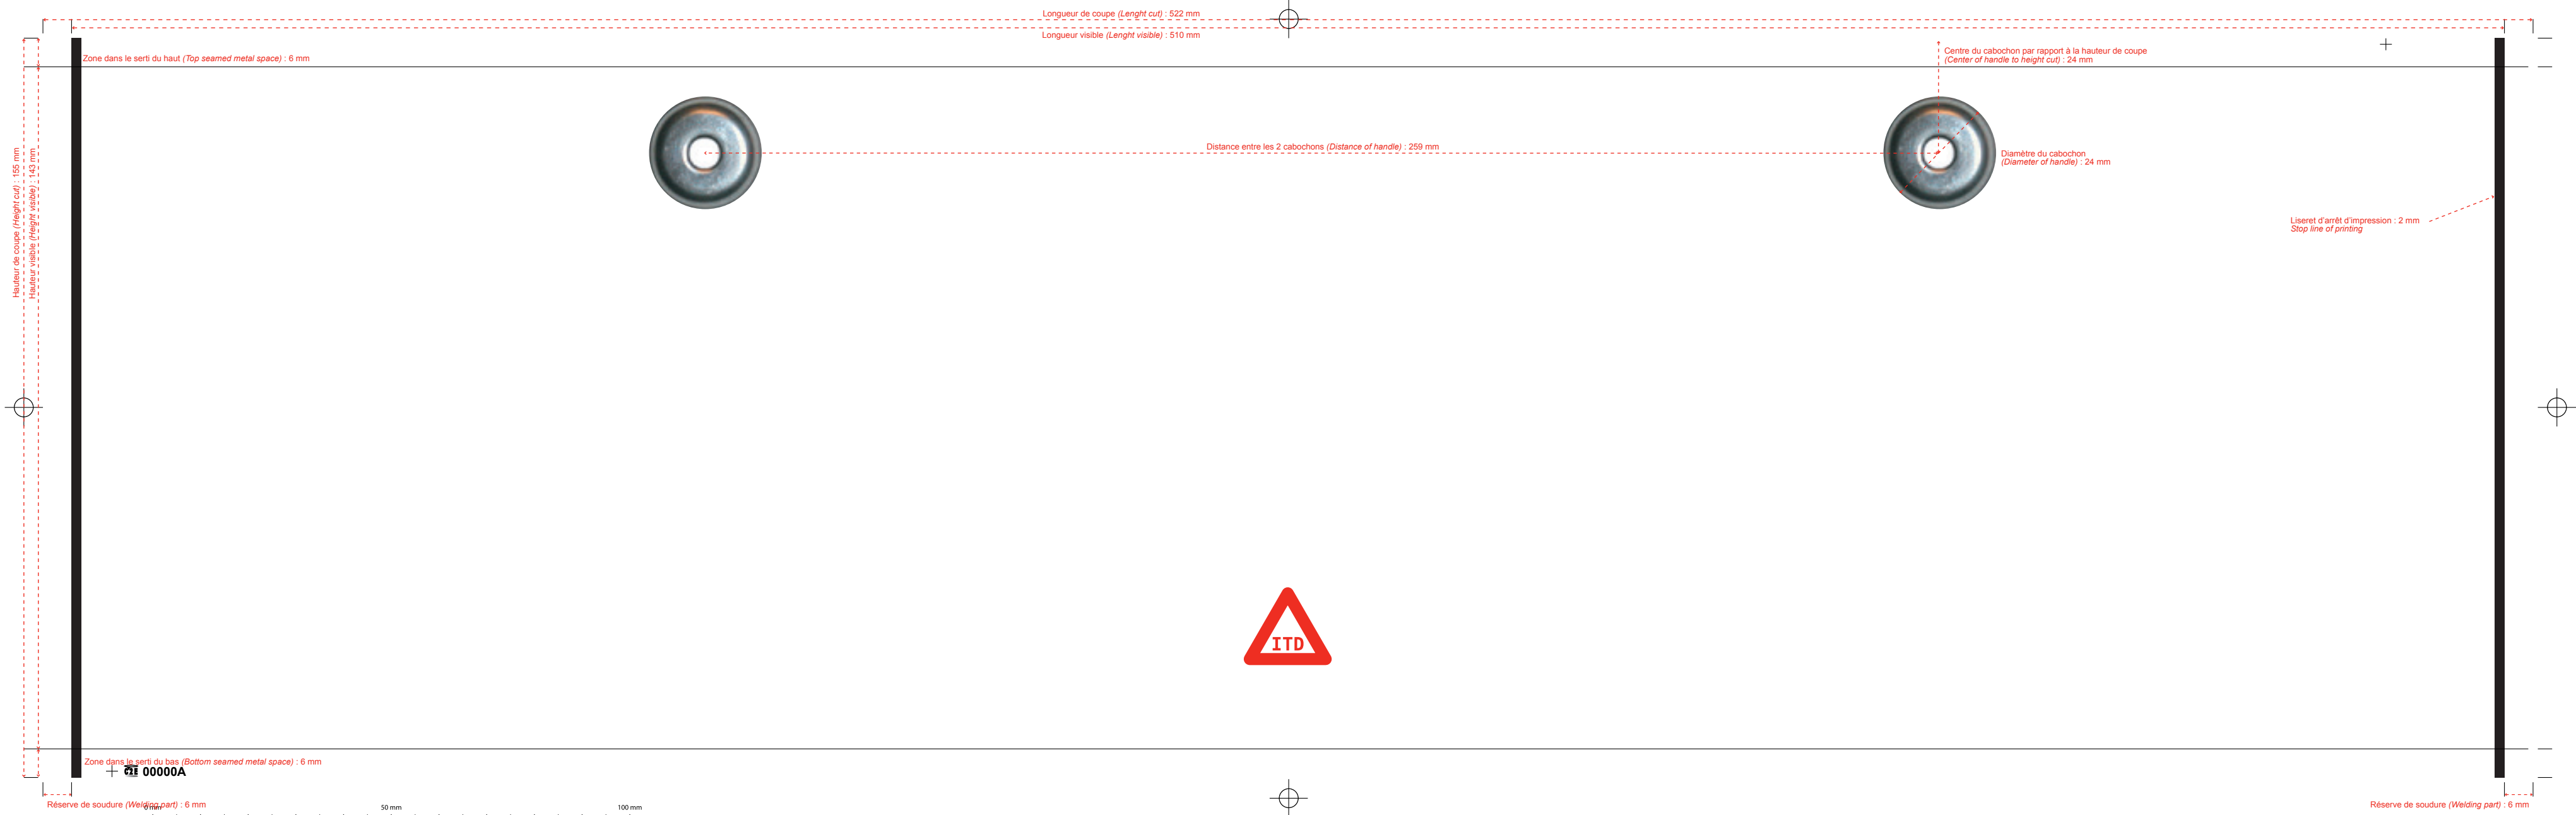 Longueur de coupe (Lenght cut) : 522 mm
Longueur visible (Lenght visible) : 510 mm
Zone dans le serti du haut (Top seamed metal space) : 6 mm
Centre du cabochon par rapport à la hauteur de coupe
(Center of handle to height cut) : 24 mm
Distance entre les 2 cabochons (Distance of handle) : 259 mm
Diamètre du cabochon
(Diameter of handle) : 24 mm
Hauteur de coupe (Height cut) : 155 mm
Hauteur visible (Height visible) : 143 mm
Liseret d'arrêt d'impression : 2 mm
Stop line of printing
ITD
Zone dans le serti du bas (Bottom seamed metal space) : 6 mm
00000A
Réserve de soudure (Welding part) : 6 mm
0 mm
50 mm
100 mm
Réserve de soudure (Welding part) : 6 mm